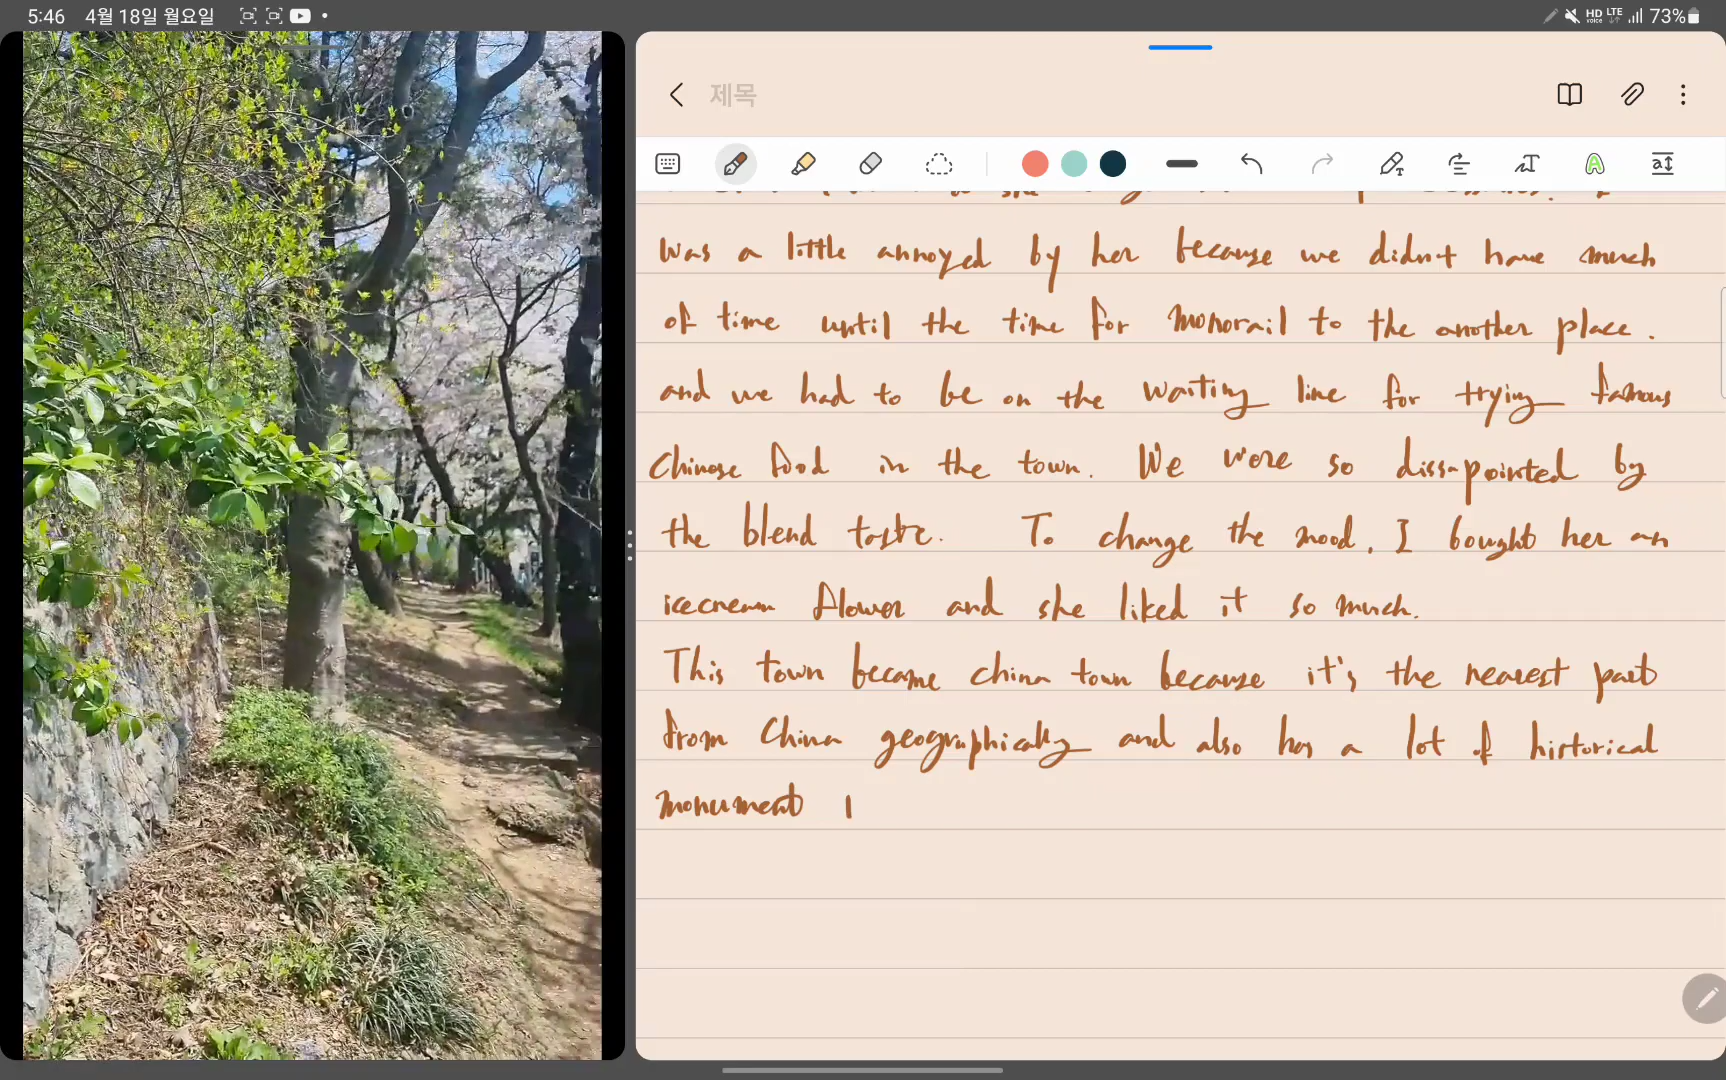 5:46 4월 18일 월요일
HD voice LTE 73%
제목
was a little annoyed by her because we didn't have much
of time until the time for monorail to the another place.
and we had to be on the waiting line for trying famous
Chinese food in the town. We were so dissapointed by
the blend taste. To change the mood, I bought her an
icecream flower and she liked it so much.
This town became china town because it's the nearest part
from China geographically and also has a lot of historical
monument